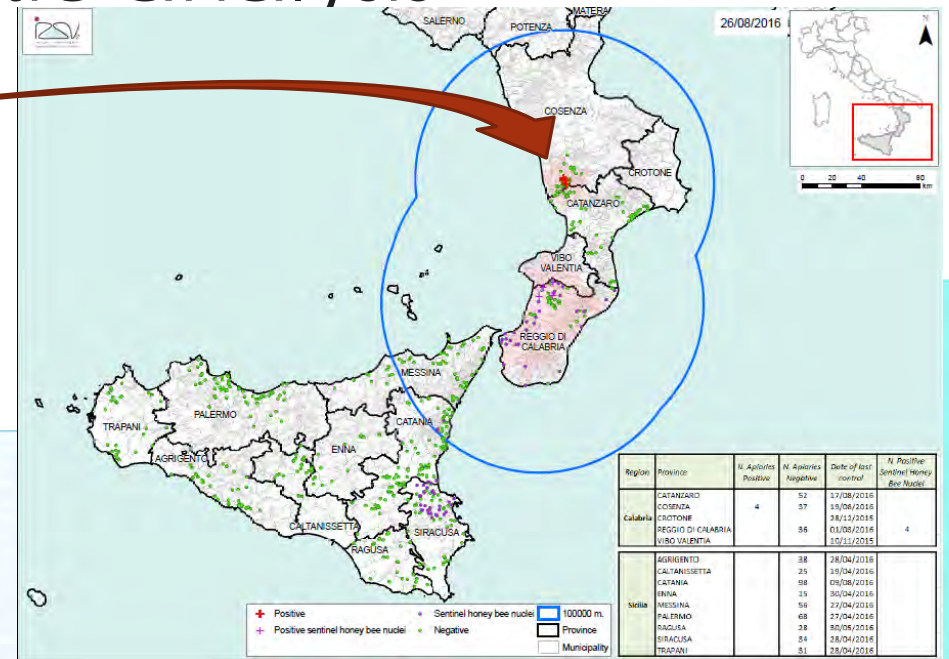 26/08/2016
SALERNO
POTENZA
MATERA
IZSVe
N
COSENZA
CROTONE
0 20 40 80
Km
CATANZARO
VIBO
VALENTIA
REGGIO DI
CALABRIA
MESSINA
PALERMO
TRAPANI
CATANIA
ENNA
AGRIGENTO
CALTANISSETTA
SIRACUSA
RAGUSA
Region Province N. Apiaries Positive N. Apiaries Negative Date of last control N. Positive Sentinel Honey Bee Nuclei
Calabria
CATANZARO 52 17/08/2016
COSENZA 4 37 19/08/2016
CROTONE 28/12/2015
REGGIO DI CALABRIA 36 01/08/2016 4
VIBO VALENTIA 10/11/2015
Sicilia
AGRIGENTO 38 28/04/2016
CALTANISSETTA 25 19/04/2016
CATANIA 98 09/08/2016
ENNA 15 30/04/2016
MESSINA 56 27/04/2016
PALERMO 68 27/04/2016
RAGUSA 28 30/05/2016
SIRACUSA 34 28/04/2016
TRAPANI 31 28/04/2016
Positive
Sentinel honey bee nuclei
100000 m.
Positive sentinel honey bee nuclei
Negative
Province
Municipality